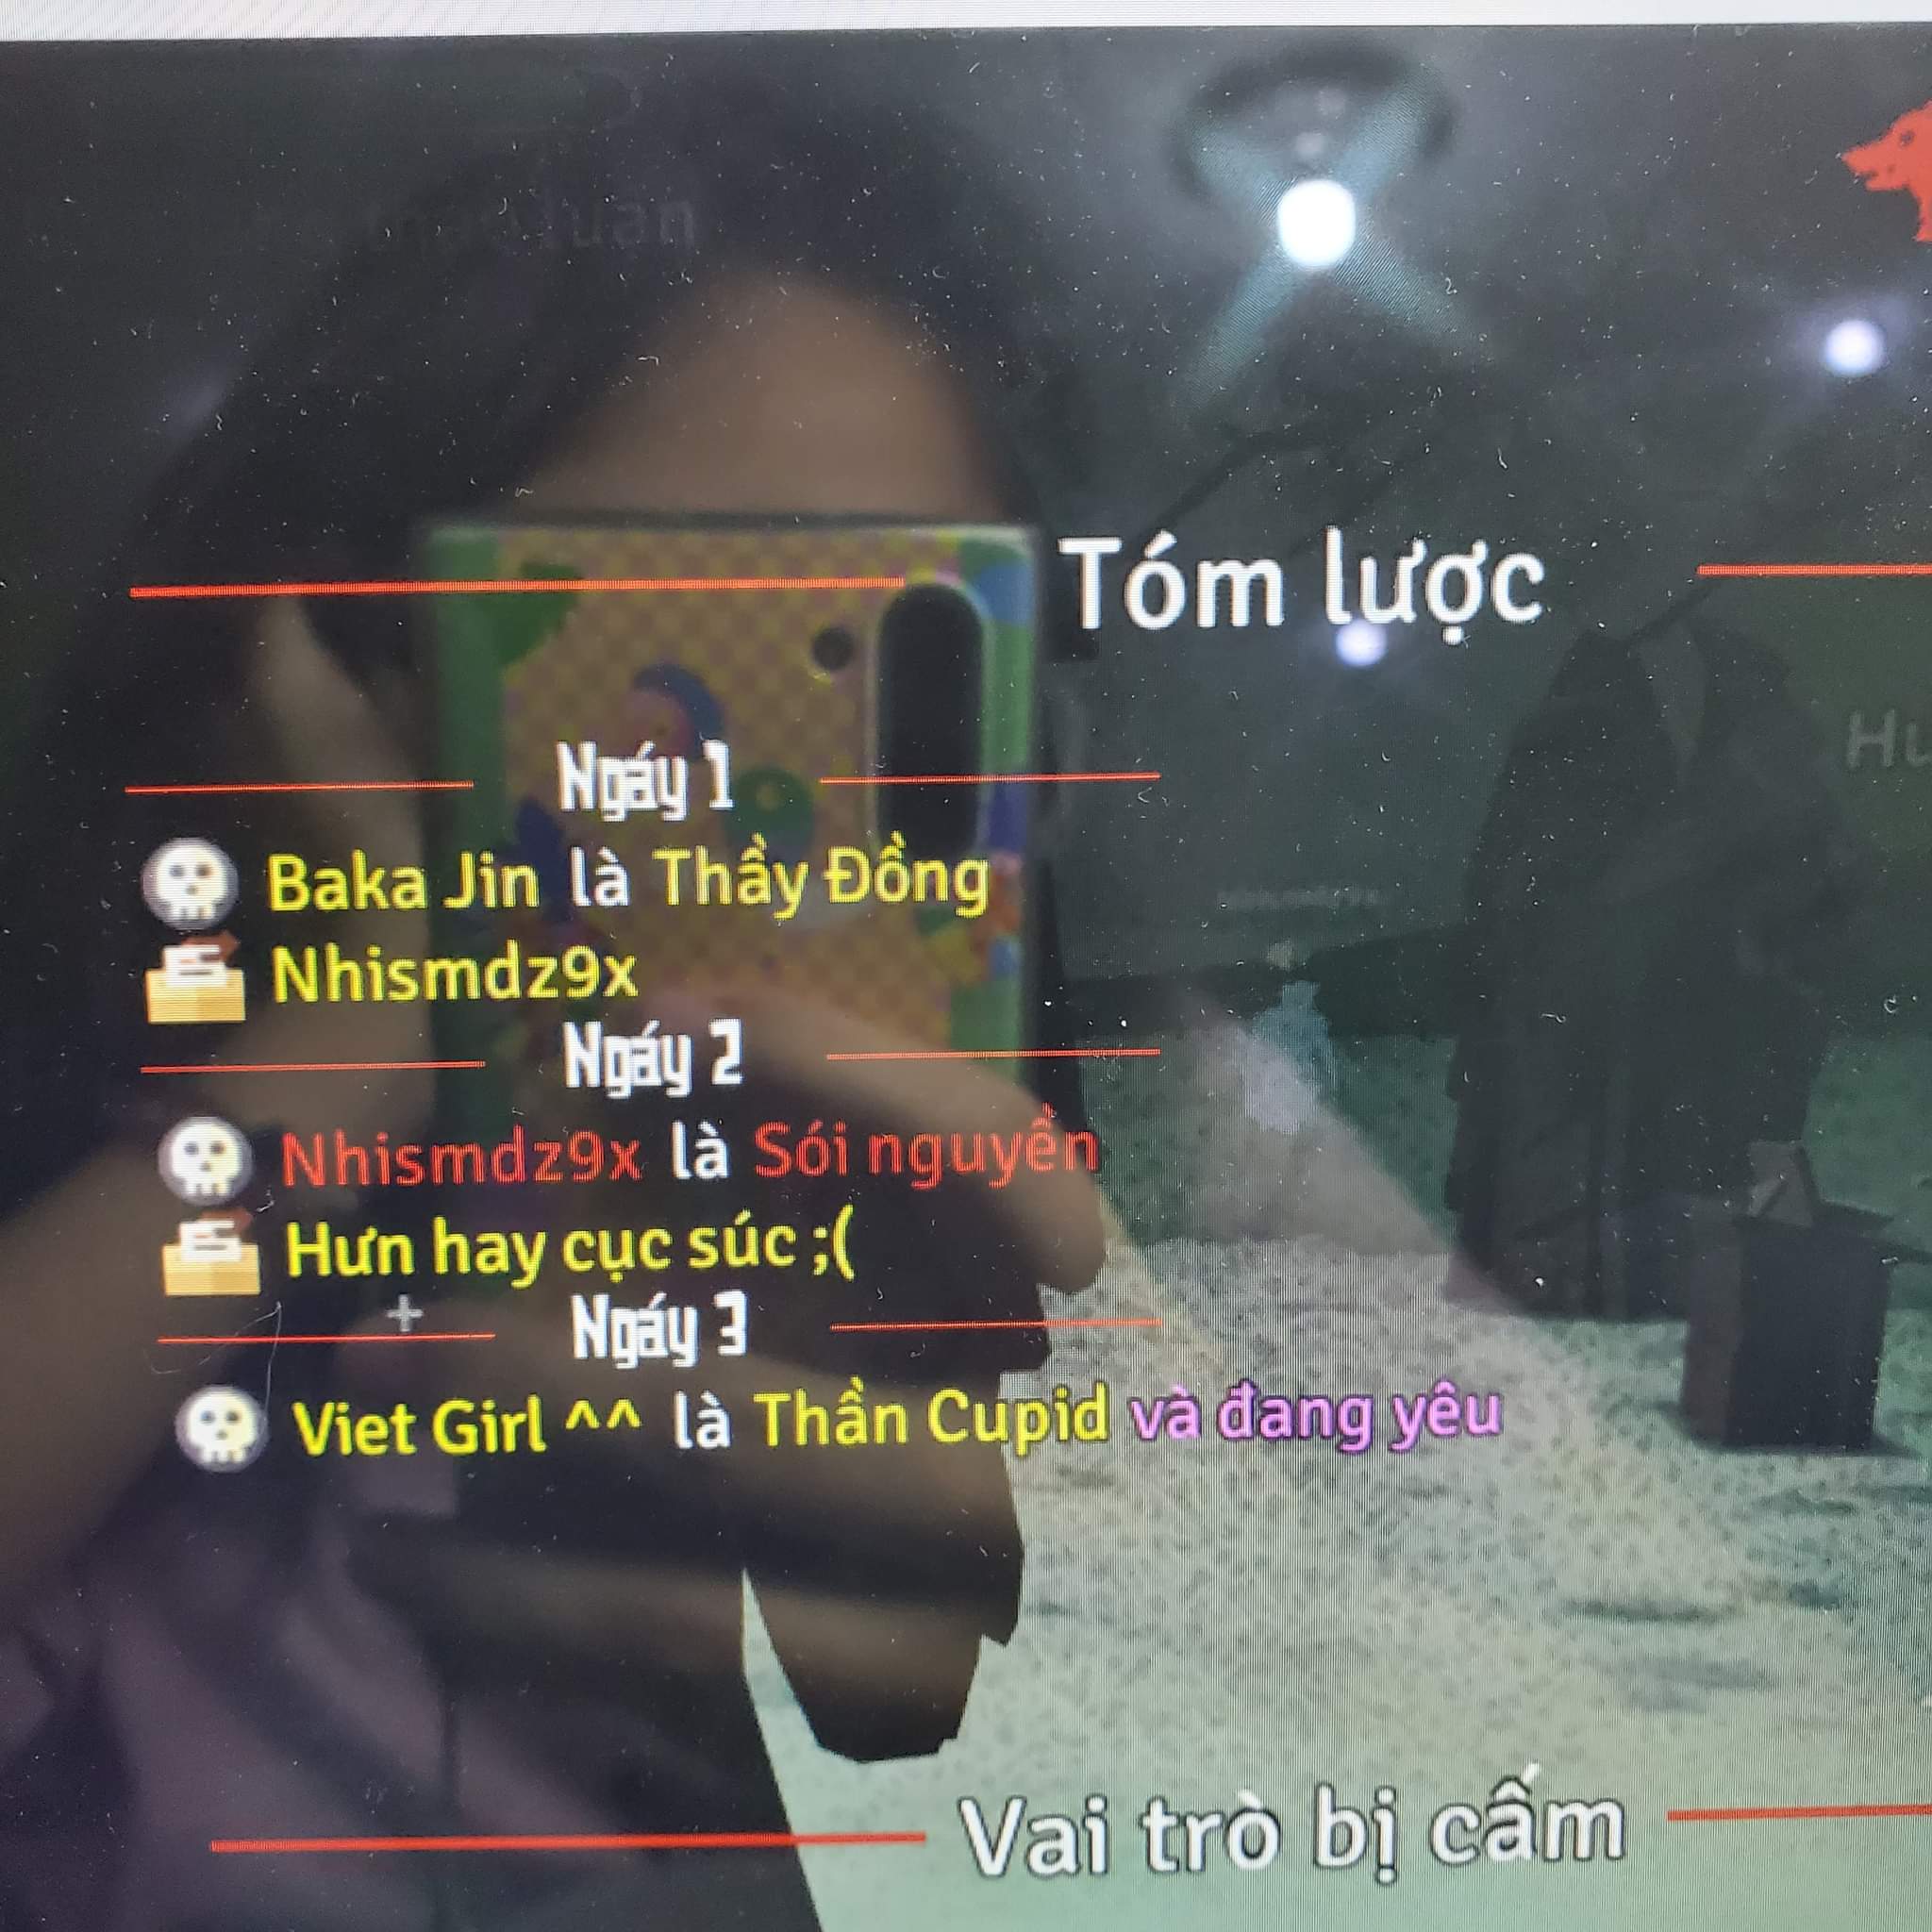 Tóm lược
Ngáy 1
Baka Jin là Thầy Đồng
Nhismdz9x
Ngáy 2
Nhismdz9x là Sói nguyền
Hưn hay cục súc ;(
Ngáy 3
Viet Girl ^^ là Thần Cupid và đang yêu
Vai trò bị cấm